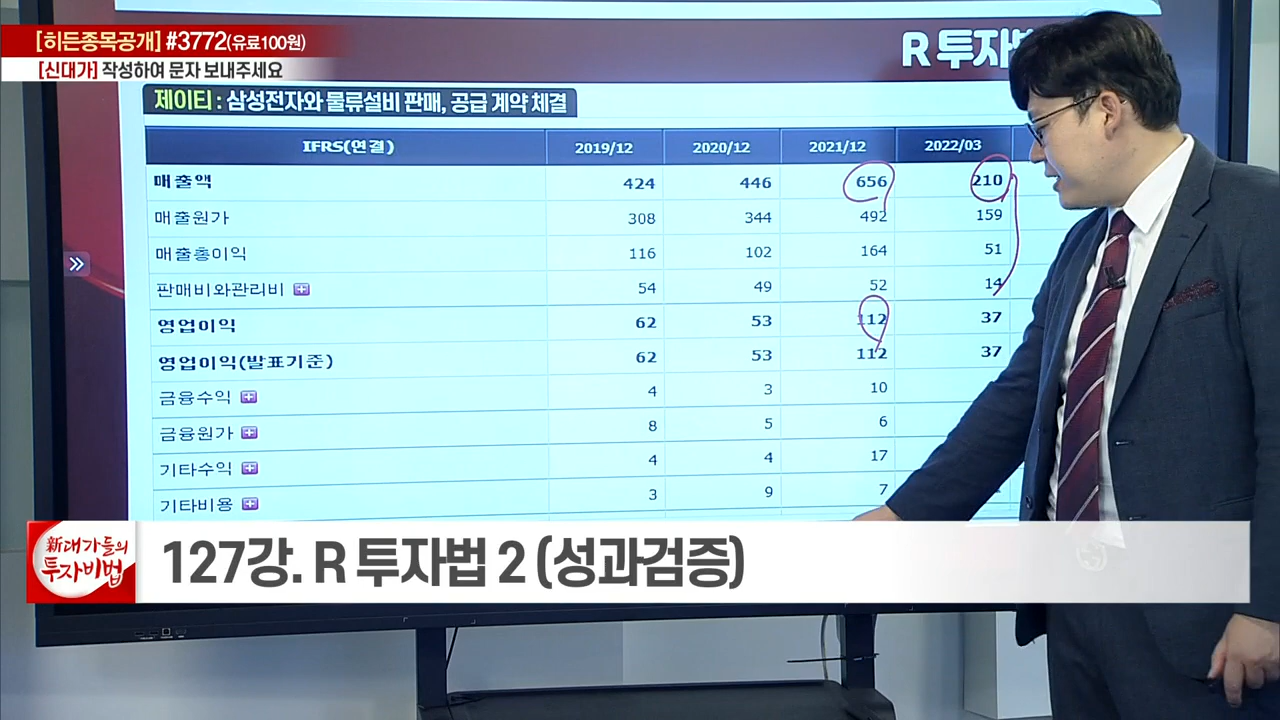 [히든종목공개] #3772(유료100원)
[신대가] 작성하여 문자 보내주세요
R 투자법
제이티 : 삼성전자와 물류설비 판매, 공급 계약 체결
IFRS(연결) 2019/12 2020/12 2021/12 2022/03
매출액 424 446 656 210
매출원가 308 344 492 159
매출총이익 116 102 164 51
판매비와관리비 54 49 52 14
영업이익 62 53 112 37
영업이익(발표기준) 62 53 112 37
금융수익 4 3 10
금융원가 8 5 6
기타수익 4 4 17
기타비용 3 9 7
新대가들의
투자비법
127강. R 투자법 2 (성과검증)